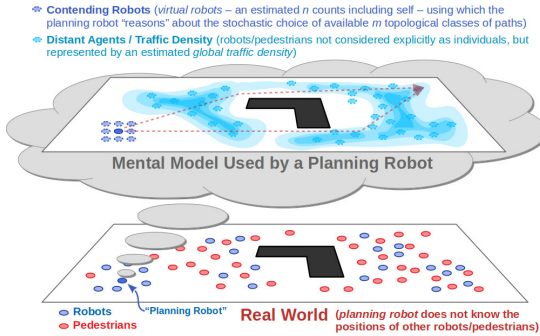 Contending Robots (virtual robots – an estimated n counts including self – using which the
planning robot “reasons” about the stochastic choice of available m topological classes of paths)
Distant Agents / Traffic Density (robots/pedestrians not considered explicitly as individuals, but
represented by an estimated global traffic density)
Mental Model Used by a Planning Robot
Robots
“Planning Robot”
Pedestrians
Real World (planning robot does not know the
positions of other robots/pedestrians)